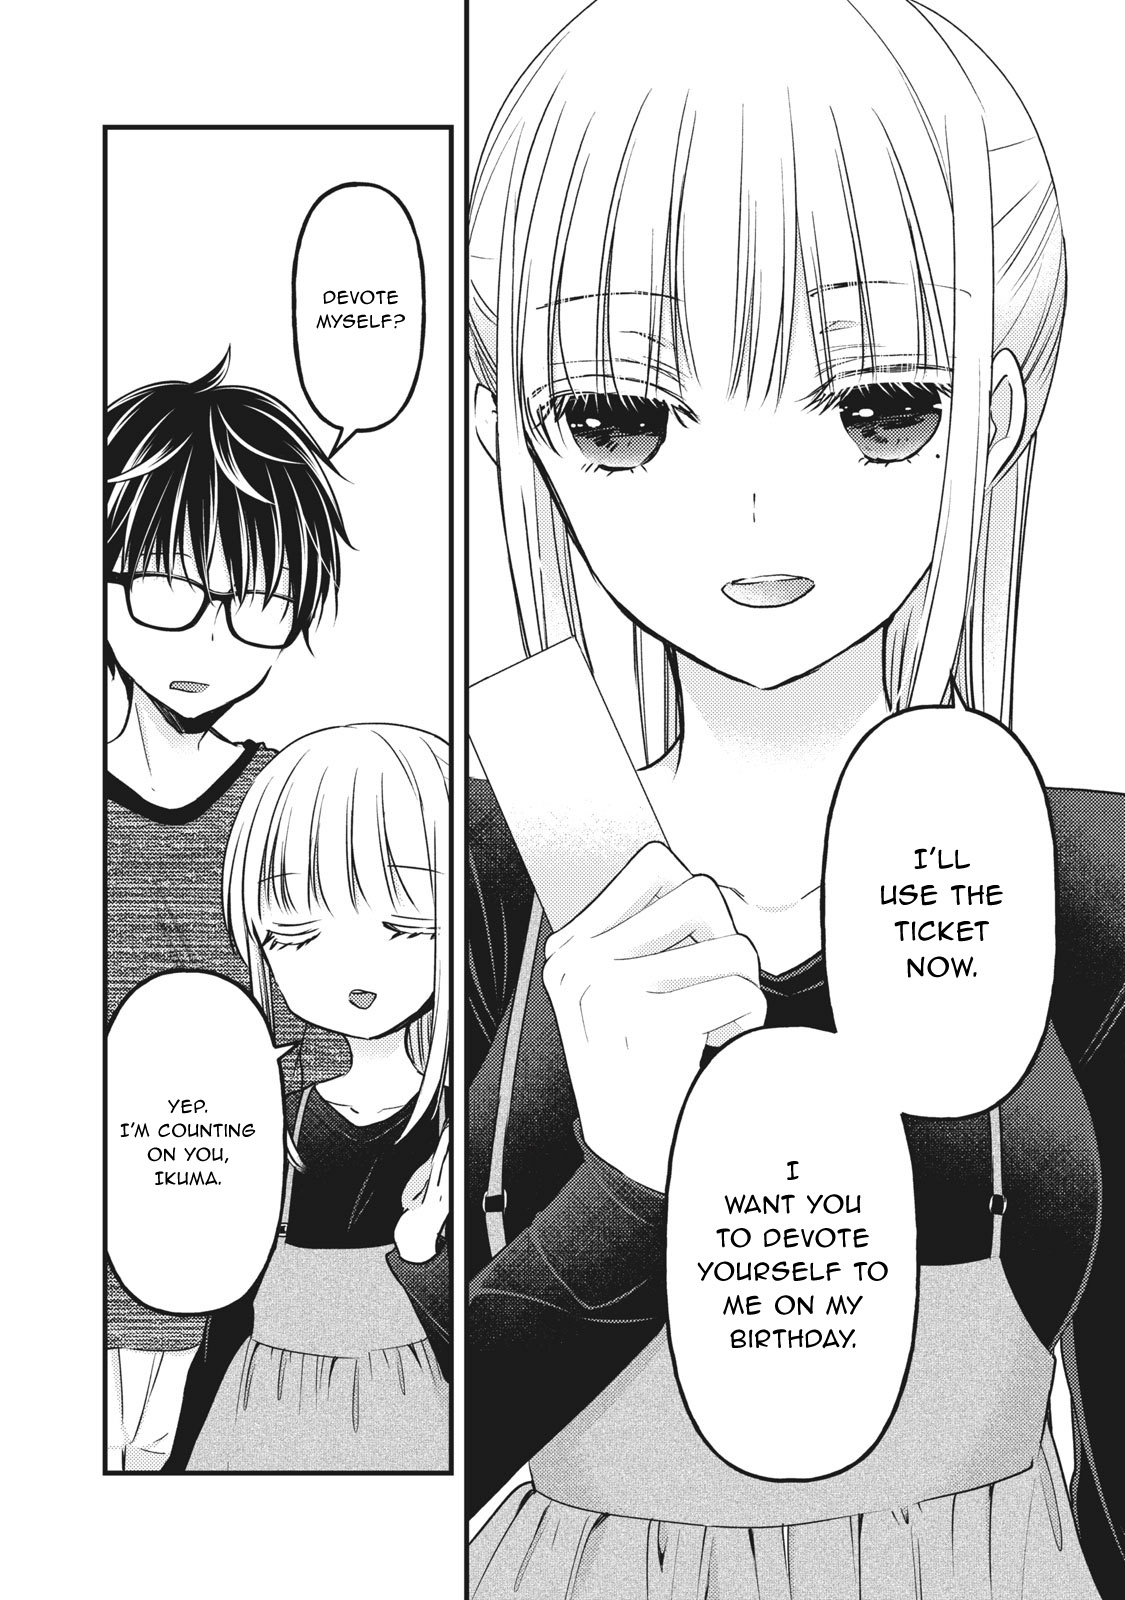 I'LL
USE THE
TICKET
NOW.
I
WANT YOU
TO DEVOTE
YOURSELF TO
ME ON MY
BIRTHDAY.
DEVOTE
MYSELF?
YEP.
I'M COUNTING
ON YOU,
IKUMA.